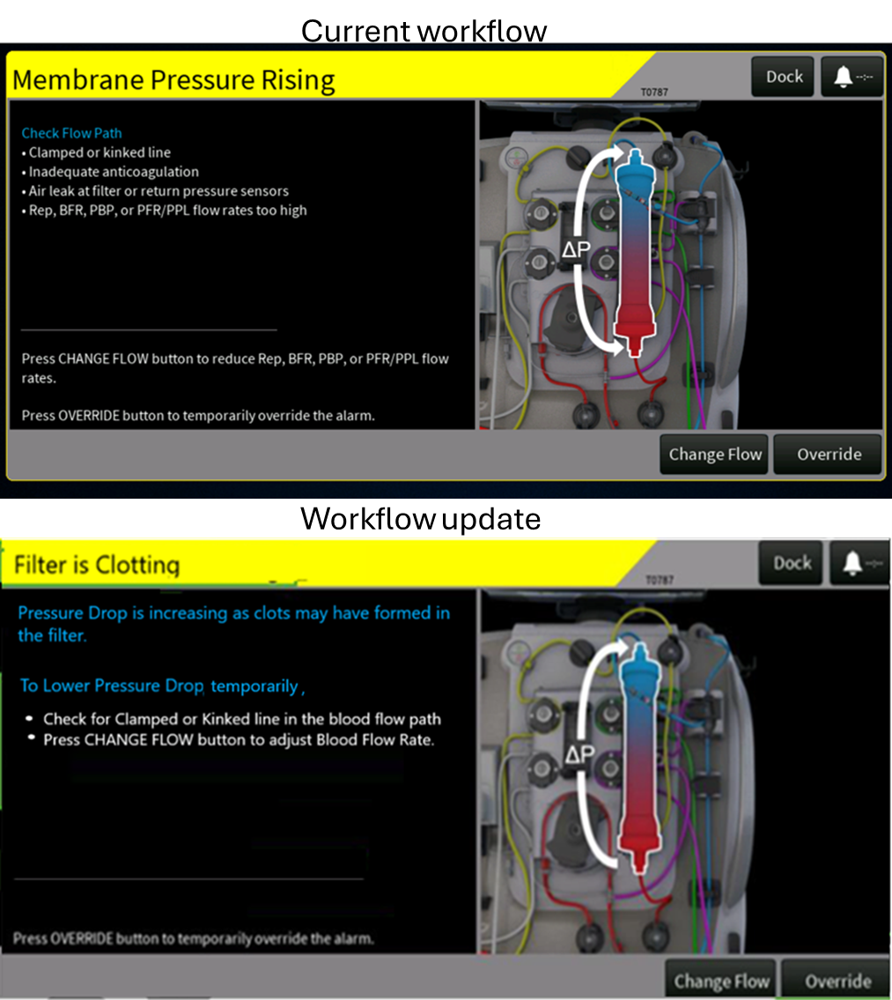 Current workflow
Membrane Pressure Rising
T0787
Dock
--:--
Check Flow Path
• Clamped or kinked line
• Inadequate anticoagulation
• Air leak at filter or return pressure sensors
• Rep, BFR, PBP, or PFR/PPL flow rates too high
ΔP
Press CHANGE FLOW button to reduce Rep, BFR, PBP, or PFR/PPL flow
rates.
Press OVERRIDE button to temporarily override the alarm.
Change Flow
Override
Workflow update
Filter is Clotting
T0787
Dock
--:--
Pressure Drop is increasing as clots may have formed in
the filter.
To Lower Pressure Drop temporarily,
• Check for Clamped or Kinked line in the blood flow path
• Press CHANGE FLOW button to adjust Blood Flow Rate.
ΔP
Press OVERRIDE button to temporarily override the alarm.
Change Flow
Override